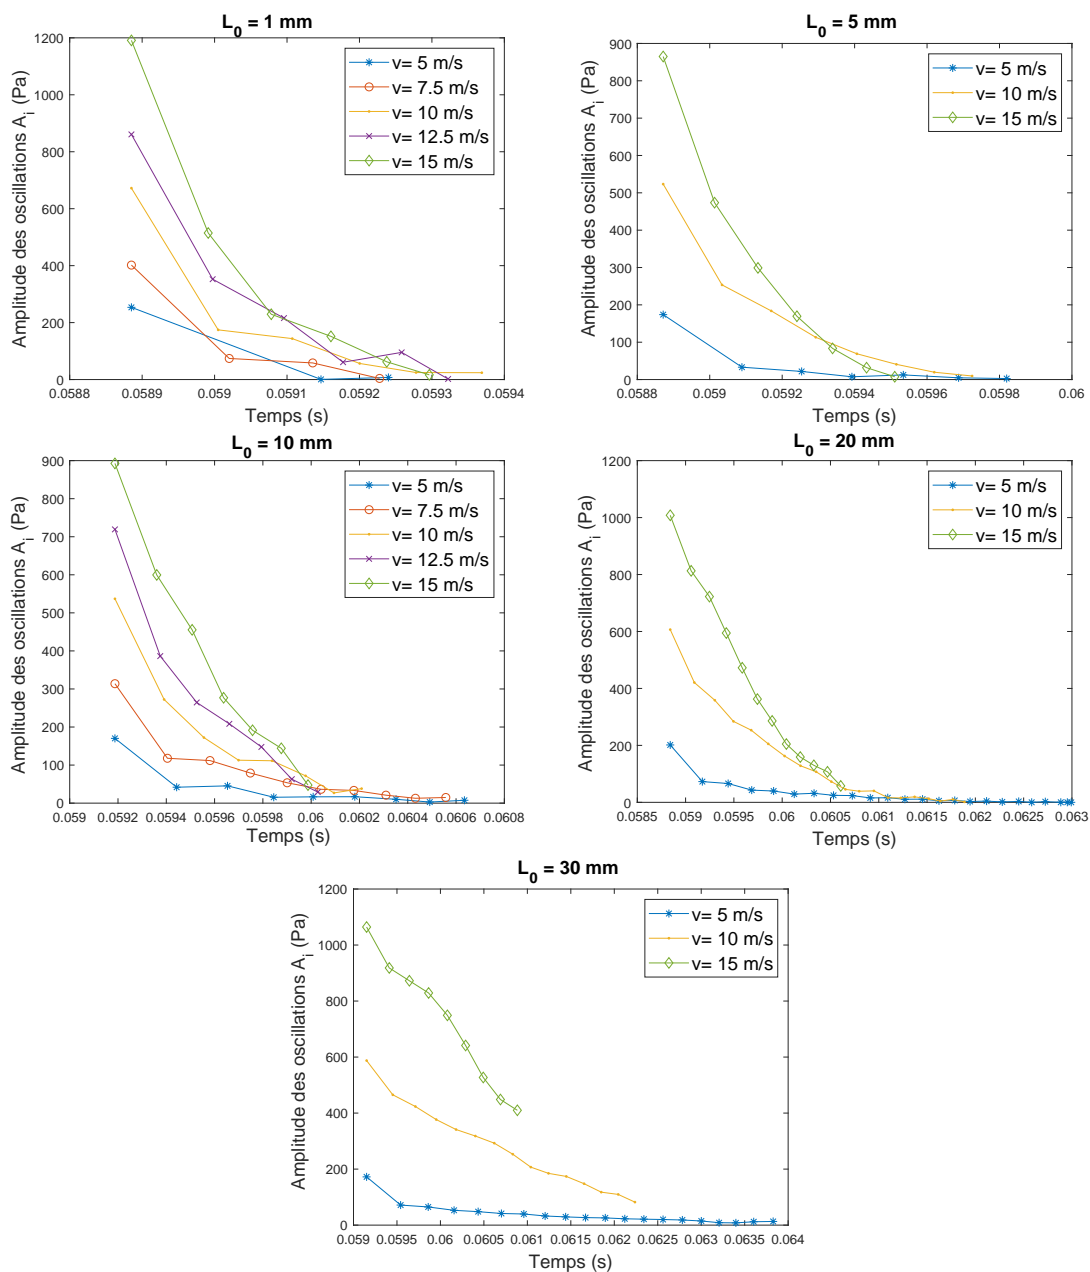 L0 = 1 mm
Amplitude des oscillations Ai (Pa)
1200
1000
800
600
400
200
0
v= 5 m/s
v= 7.5 m/s
v= 10 m/s
v= 12.5 m/s
v= 15 m/s
0.0588 0.0589 0.059 0.0591 0.0592 0.0593 0.0594
Temps (s)
L0 = 5 mm
Amplitude des oscillations Ai (Pa)
900
800
700
600
500
400
300
200
100
0
v= 5 m/s
v= 10 m/s
v= 15 m/s
0.0588 0.059 0.0592 0.0594 0.0596 0.0598 0.06
Temps (s)
L0 = 10 mm
Amplitude des oscillations Ai (Pa)
900
800
700
600
500
400
300
200
100
0
v= 5 m/s
v= 7.5 m/s
v= 10 m/s
v= 12.5 m/s
v= 15 m/s
0.059 0.0592 0.0594 0.0596 0.0598 0.06 0.0602 0.0604 0.0606 0.0608
Temps (s)
L0 = 20 mm
Amplitude des oscillations Ai (Pa)
1200
1000
800
600
400
200
0
v= 5 m/s
v= 10 m/s
v= 15 m/s
0.0585 0.059 0.0595 0.06 0.0605 0.061 0.0615 0.062 0.0625 0.063
Temps (s)
L0 = 30 mm
Amplitude des oscillations Ai (Pa)
1200
1000
800
600
400
200
0
v= 5 m/s
v= 10 m/s
v= 15 m/s
0.059 0.0595 0.06 0.0605 0.061 0.0615 0.062 0.0625 0.063 0.0635 0.064
Temps (s)